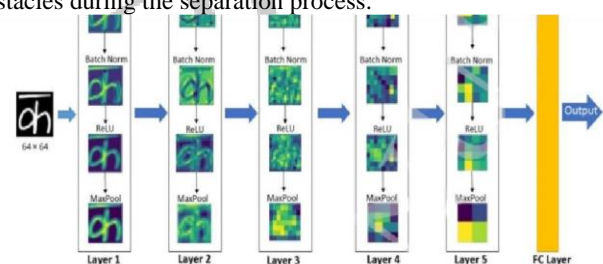 stacles during the separation process.
Batch Norm Batch Norm Batch Norm Batch Norm Batch Norm
ReLU ReLU ReLU ReLU ReLU
64 × 64
Output
MaxPool MaxPool MaxPool MaxPool MaxPool
Layer 1 Layer 2 Layer 3 Layer 4 Layer 5 FC Layer